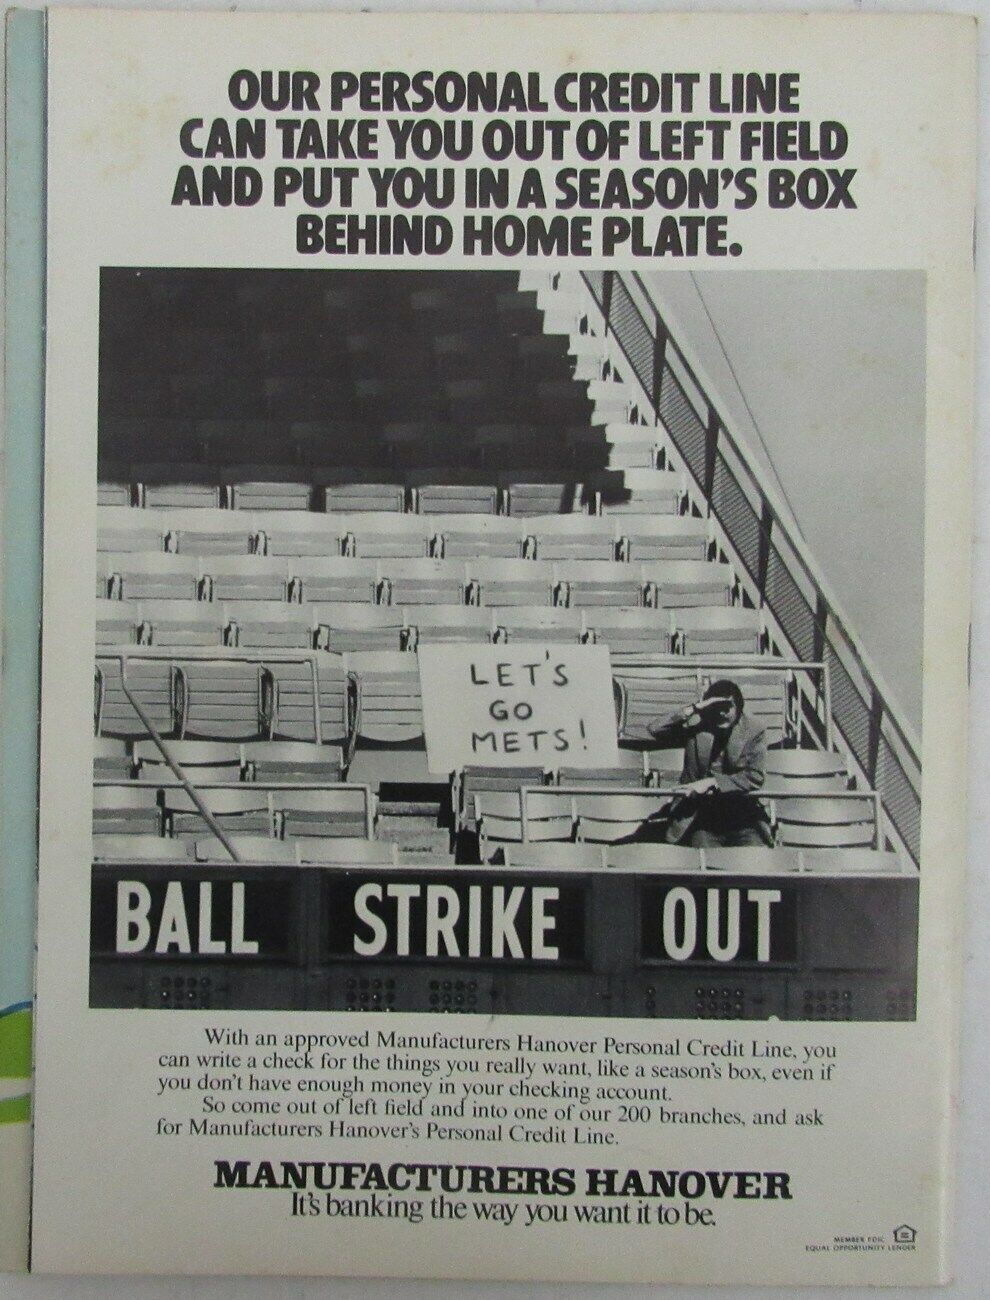 OUR PERSONAL CREDIT LINE
CAN TAKE YOU OUT OF LEFT FIELD
AND PUT YOU IN A SEASON'S BOX
BEHIND HOME PLATE.
LET'S
GO
METS!
BALL STRIKE OUT
With an approved Manufacturers Hanover Personal Credit Line, you
can write a check for the things you really want, like a season's box, even if
you don't have enough money in your checking account.
So come out of left field and into one of our 200 branches, and ask
for Manufacturers Hanover's Personal Credit Line.
MANUFACTURERS HANOVER
It's banking the way you want it to be.
MEMBER FDIC
EQUAL OPPORTUNITY LENDER